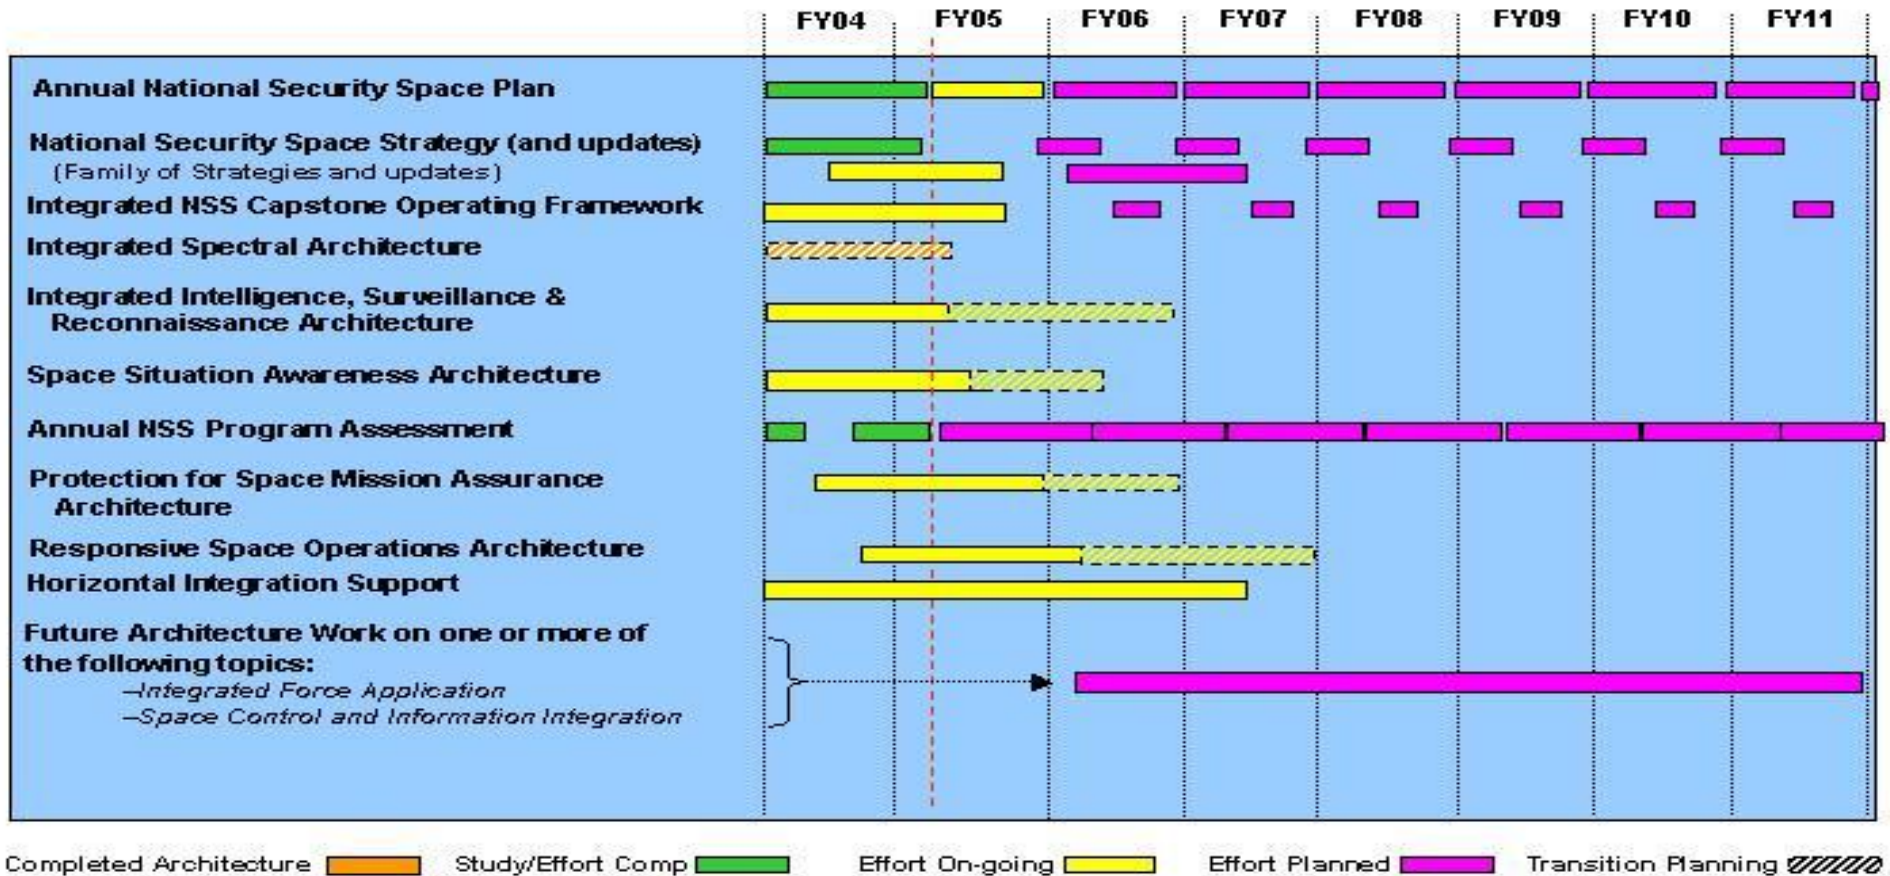 FY04 FY05 FY06 FY07 FY08 FY09 FY10 FY11
Annual National Security Space Plan
National Security Space Strategy (and updates)
(Family of Strategies and updates)
Integrated NSS Capstone Operating Framework
Integrated Spectral Architecture
Integrated Intelligence, Surveillance &
Reconnaissance Architecture
Space Situation Awareness Architecture
Annual NSS Program Assessment
Protection for Space Mission Assurance
Architecture
Responsive Space Operations Architecture
Horizontal Integration Support
Future Architecture Work on one or more of
the following topics:
–Integrated Force Application
–Space Control and Information Integration
Completed Architecture Study/Effort Comp Effort On-going Effort Planned Transition Planning